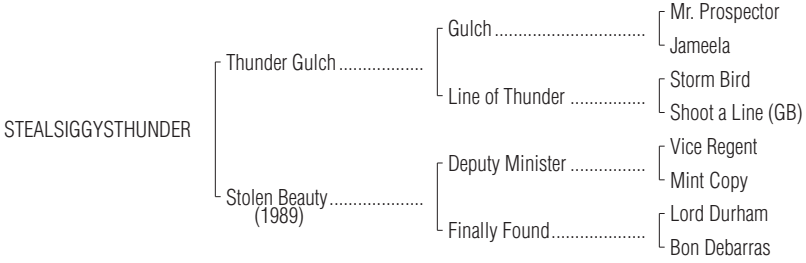 Mr. Prospector
Gulch ..............................
Jameela
Thunder Gulch .................
Storm Bird
Line of Thunder ...............
Shoot a Line (GB)
STEALSIGGYSTHUNDER
Vice Regent
Deputy Minister ...............
Mint Copy
Stolen Beauty...................
(1989)
Lord Durham
Finally Found...................
Bon Debarras